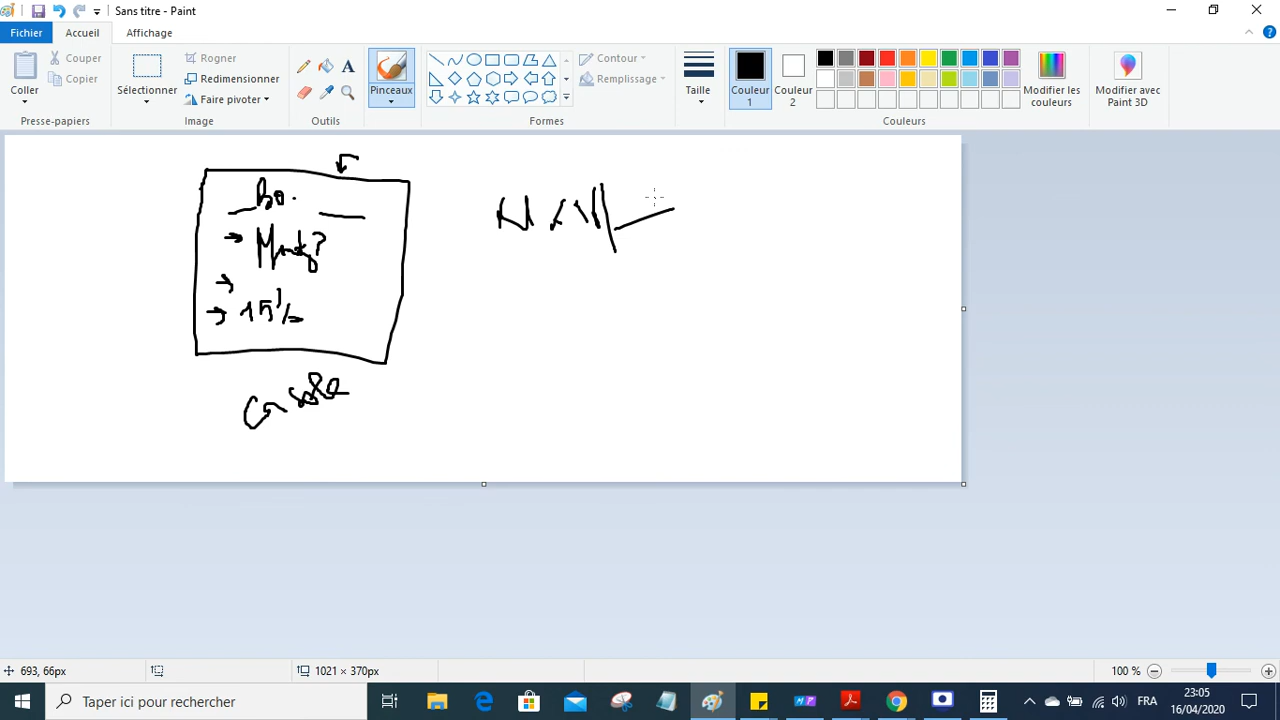 Sans titre - Paint
Fichier Accueil Affichage
Coller
Couper
Copier
Presse-papiers
Sélectionner
Rogner
Redimensionner
Faire pivoter
Image
Outils
Pinceaux
Contour
Remplissage
Formes
Taille
Couleur 1
Couleur 2
Modifier les couleurs
Couleurs
Modifier avec Paint 3D
15%
693, 66px 1021 × 370px 100 %
Taper ici pour rechercher FRA 23:05
16/04/2020